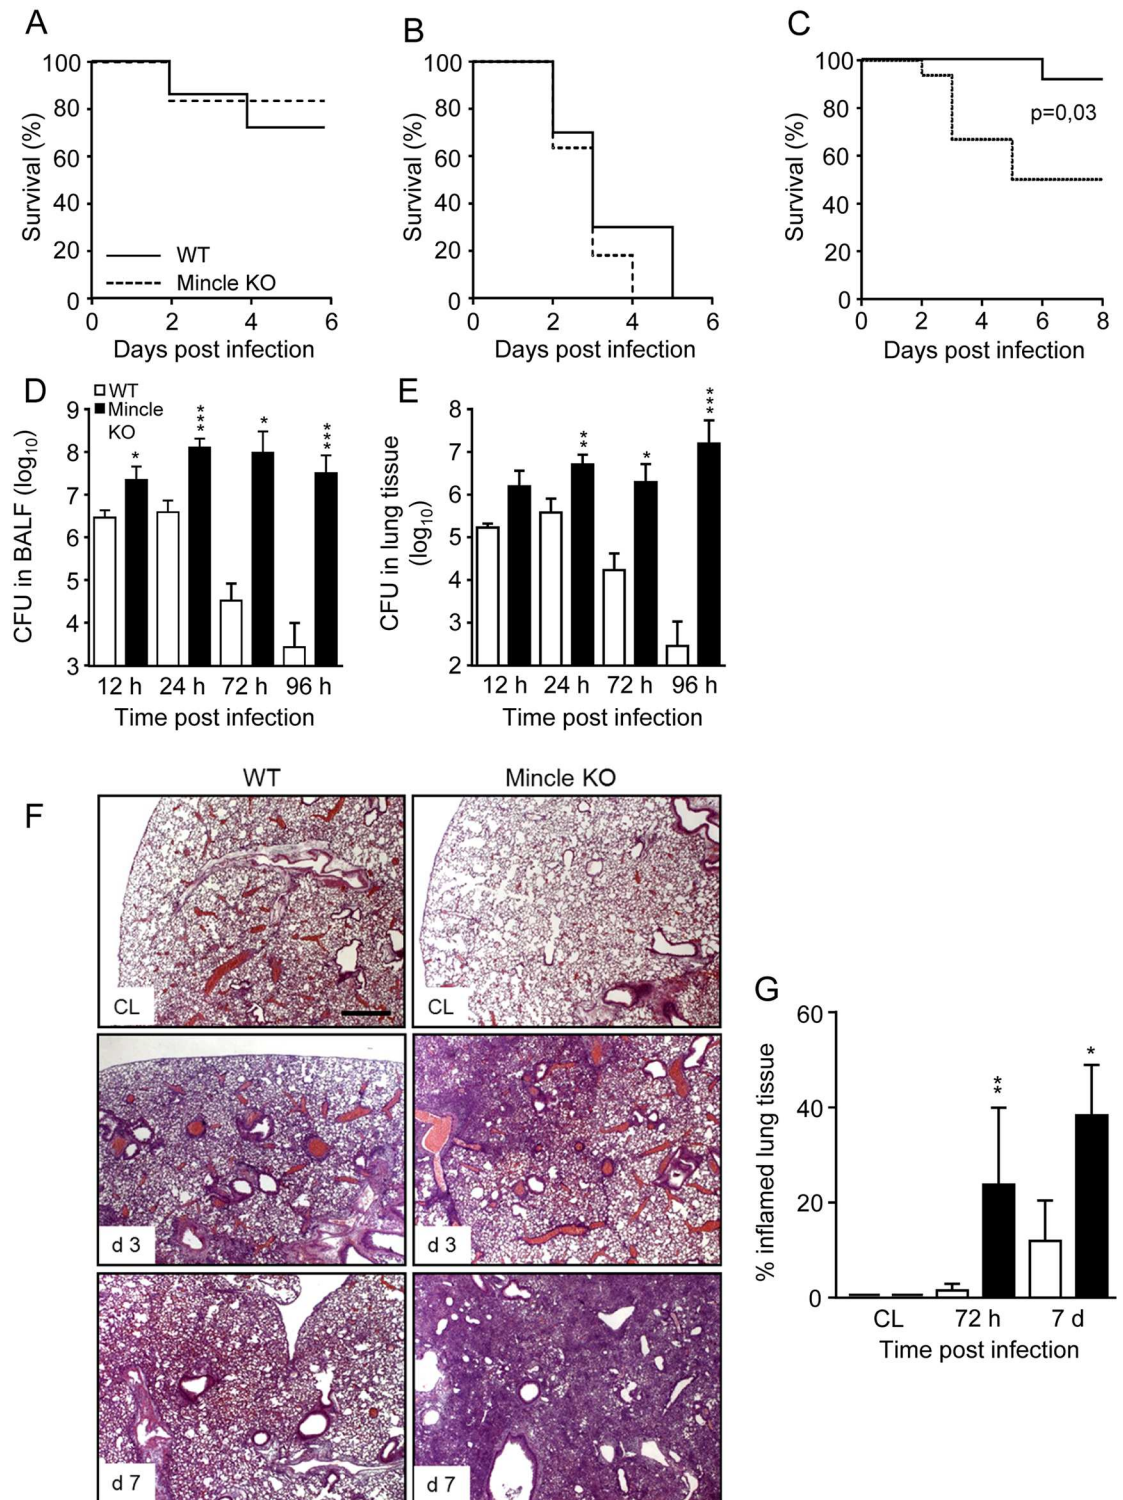 A
B
C
100
80
60
40
20
0
Survival (%)
WT
Mincle KO
0 2 4 6
Days post infection
100
80
60
40
20
0
Survival (%)
0 2 4 6
Days post infection
100
80
60
40
20
0
Survival (%)
p=0,03
0 2 4 6 8
Days post infection
D
WT
Mincle
KO
9
8
7
6
5
4
3
CFU in BALF (log10)
* *** * ***
12 h 24 h 72 h 96 h
Time post infection
E
8
7
6
5
4
3
2
CFU in lung tissue
(log10)
** * ***
12 h 24 h 72 h 96 h
Time post infection
F
WT Mincle KO
CL CL
d 3 d 3
d 7 d 7
G
60
40
20
0
% inflamed lung tissue
** *
CL 72 h 7 d
Time post infection